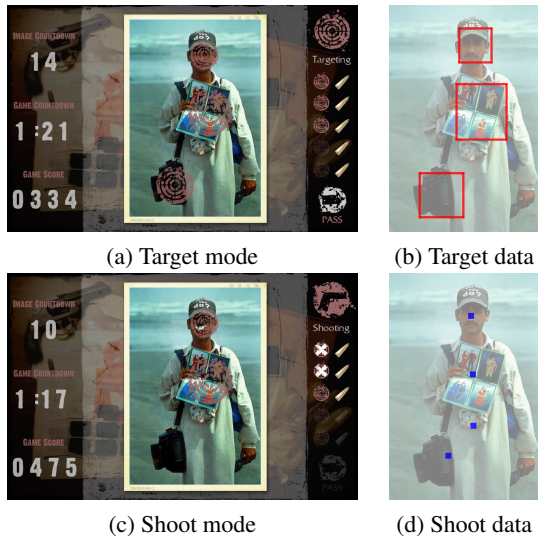 IMAGE COUNTDOWN
14
GAME COUNTDOWN
1:21
GAME SCORE
0334
Targeting
PASS
(a) Target mode
(b) Target data
IMAGE COUNTDOWN
10
GAME COUNTDOWN
1:17
GAME SCORE
0475
Shooting
PASS
(c) Shoot mode
(d) Shoot data